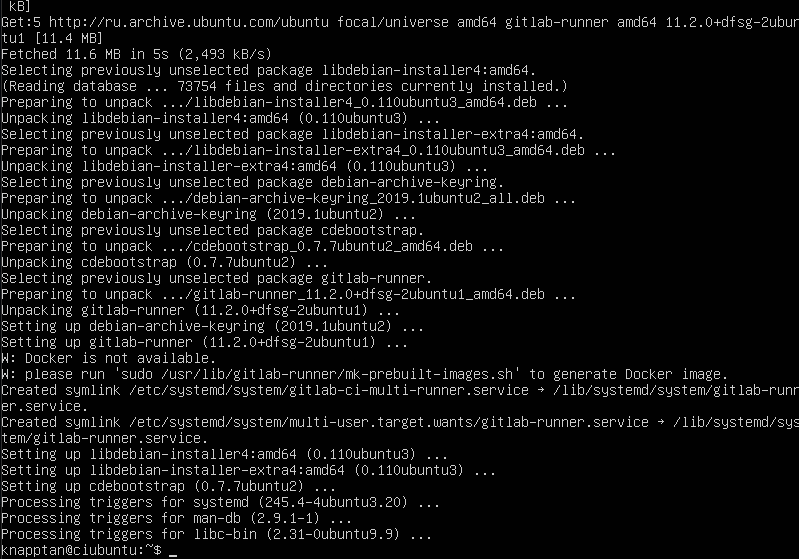 kB]
Get:5 http://ru.archive.ubuntu.com/ubuntu focal/universe amd64 gitlab-runner amd64 11.2.0+dfsg-2ubun
tu1 [11.4 MB]
Fetched 11.6 MB in 5s (2,493 kB/s)
Selecting previously unselected package libdebian-installer4:amd64.
(Reading database ... 73754 files and directories currently installed.)
Preparing to unpack .../libdebian-installer4_0.110ubuntu3_amd64.deb ...
Unpacking libdebian-installer4:amd64 (0.110ubuntu3) ...
Selecting previously unselected package libdebian-installer-extra4:amd64.
Preparing to unpack .../libdebian-installer-extra4_0.110ubuntu3_amd64.deb ...
Unpacking libdebian-installer-extra4:amd64 (0.110ubuntu3) ...
Selecting previously unselected package debian-archive-keyring.
Preparing to unpack .../debian-archive-keyring_2019.1ubuntu2_all.deb ...
Unpacking debian-archive-keyring (2019.1ubuntu2) ...
Selecting previously unselected package cdebootstrap.
Preparing to unpack .../cdebootstrap_0.7.7ubuntu2_amd64.deb ...
Unpacking cdebootstrap (0.7.7ubuntu2) ...
Selecting previously unselected package gitlab-runner.
Preparing to unpack .../gitlab-runner_11.2.0+dfsg-2ubuntu1_amd64.deb ...
Unpacking gitlab-runner (11.2.0+dfsg-2ubuntu1) ...
Setting up debian-archive-keyring (2019.1ubuntu2) ...
Setting up gitlab-runner (11.2.0+dfsg-2ubuntu1) ...
W: Docker is not available.
W: please run 'sudo /usr/lib/gitlab-runner/mk-prebuilt-images.sh' to generate Docker image.
Created symlink /etc/systemd/system/gitlab-ci-multi-runner.service → /lib/systemd/system/gitlab-runn
er.service.
Created symlink /etc/systemd/system/multi-user.target.wants/gitlab-runner.service → /lib/systemd/sys
tem/gitlab-runner.service.
Setting up libdebian-installer4:amd64 (0.110ubuntu3) ...
Setting up libdebian-installer-extra4:amd64 (0.110ubuntu3) ...
Setting up cdebootstrap (0.7.7ubuntu2) ...
Processing triggers for systemd (245.4-4ubuntu3.20) ...
Processing triggers for man-db (2.9.1-1) ...
Processing triggers for libc-bin (2.31-0ubuntu9.9) ...
knapptan@ciubuntu:~$ _